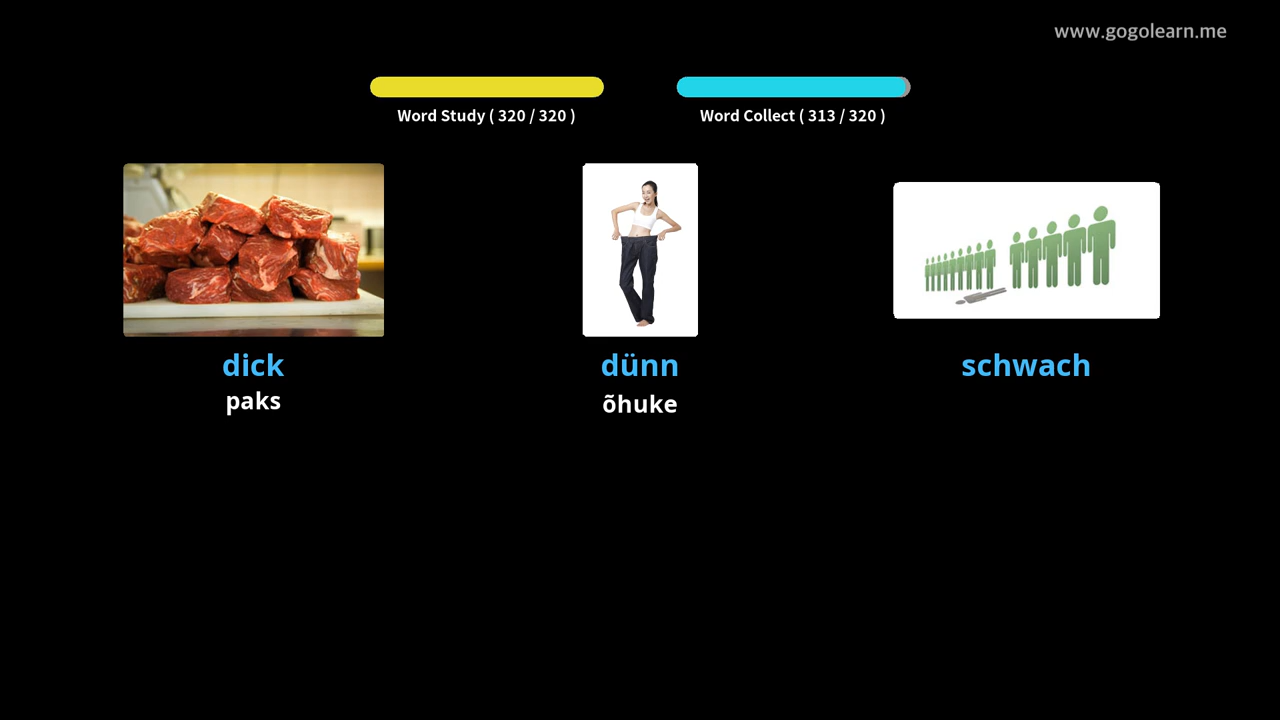 www.gogolearn.me
Word Study ( 320 / 320 )
Word Collect ( 313 / 320 )
dick
paks
dünn
õhuke
schwach